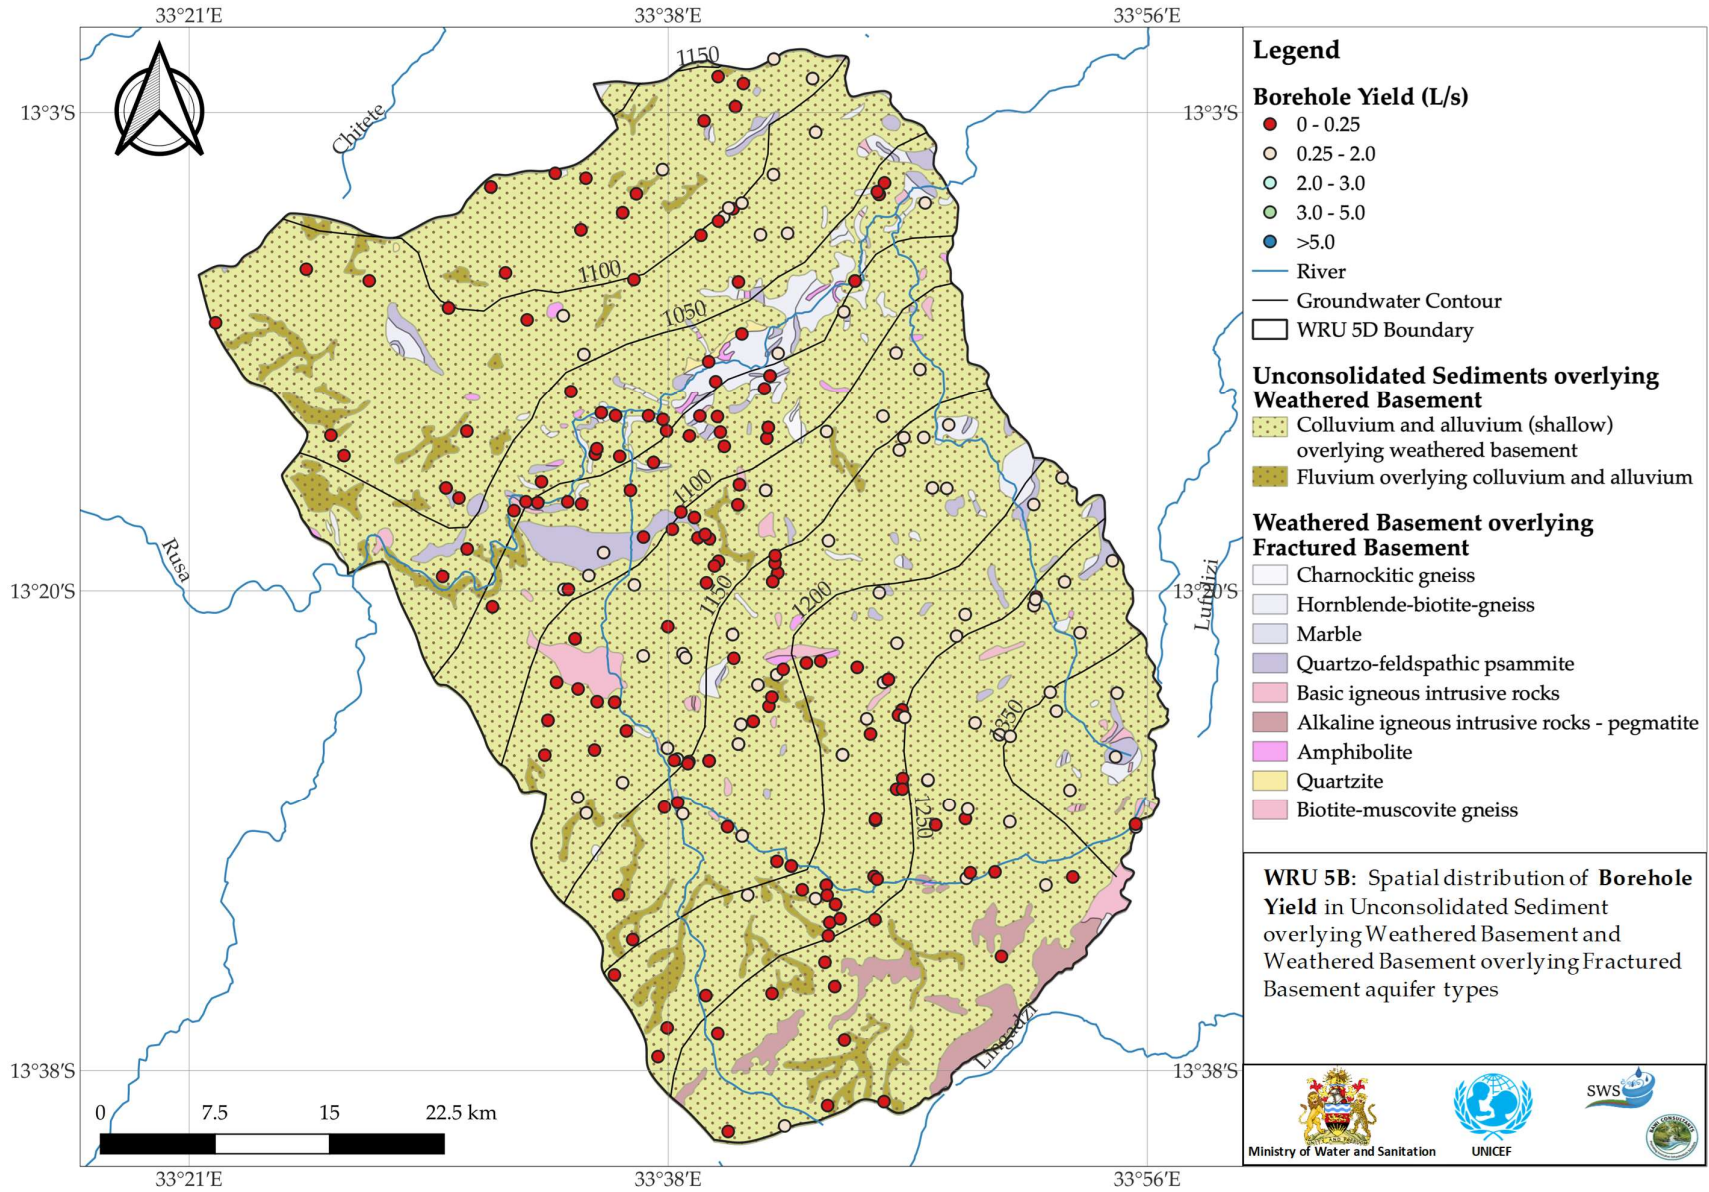 33°21'E
33°38'E
33°56'E
13°3'S
13°3'S
13°20'S
13°20'S
13°38'S
13°38'S
33°21'E
33°38'E
33°56'E
Chitete
Rusa
Lufulizi
Lingadzi
1150
1100
1050
1100
1150
1200
1350
1250
0 7.5 15 22.5 km
Legend
Borehole Yield (L/s)
0 - 0.25
0.25 - 2.0
2.0 - 3.0
3.0 - 5.0
>5.0
River
Groundwater Contour
WRU 5D Boundary
Unconsolidated Sediments overlying
Weathered Basement
Colluvium and alluvium (shallow)
overlying weathered basement
Fluvium overlying colluvium and alluvium
Weathered Basement overlying
Fractured Basement
Charnockitic gneiss
Hornblende-biotite-gneiss
Marble
Quartzo-feldspathic psammite
Basic igneous intrusive rocks
Alkaline igneous intrusive rocks - pegmatite
Amphibolite
Quartzite
Biotite-muscovite gneiss
WRU 5B: Spatial distribution of Borehole
Yield in Unconsolidated Sediment
overlying Weathered Basement and
Weathered Basement overlying Fractured
Basement aquifer types
Ministry of Water and Sanitation
UNICEF
SWS